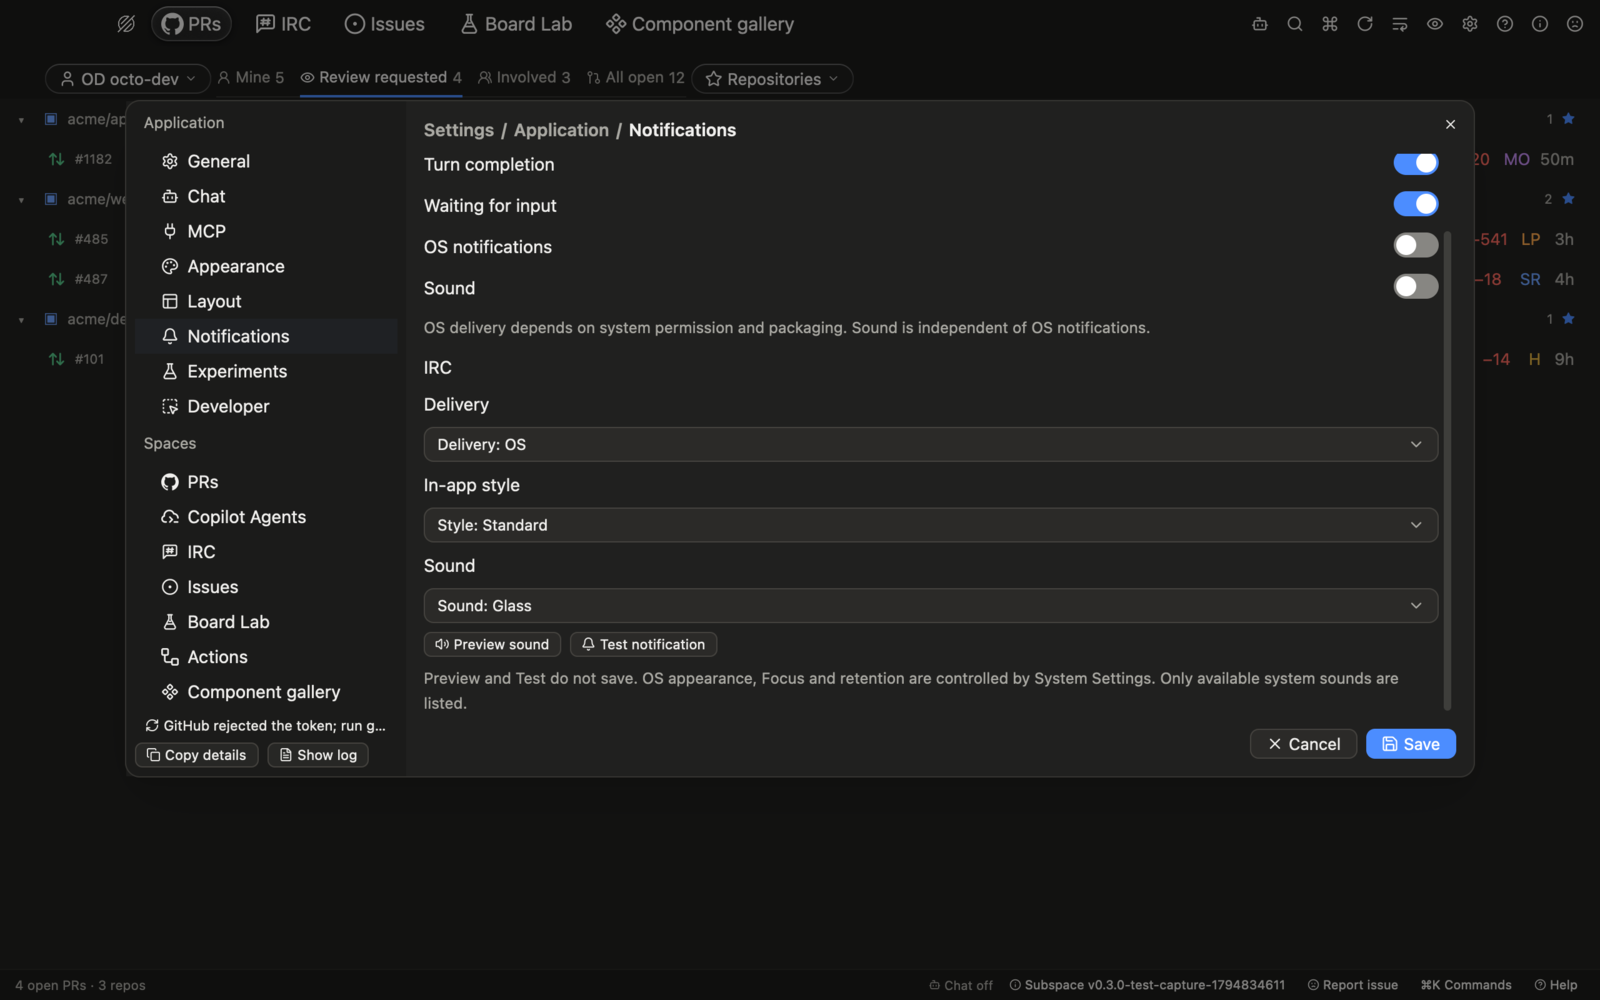 PRs
IRC
Issues
Board Lab
Component gallery
OD octo-dev
Mine 5
Review requested 4
Involved 3
All open 12
Repositories
acme/ap
1
#1182
20 MO 50m
acme/we
2
#485
−541 LP 3h
#487
−18 SR 4h
acme/de
1
#101
−14 H 9h
Application
General
Chat
MCP
Appearance
Layout
Notifications
Experiments
Developer
Spaces
PRs
Copilot Agents
IRC
Issues
Board Lab
Actions
Component gallery
GitHub rejected the token; run g...
Copy details
Show log
Settings / Application / Notifications
Turn completion
Waiting for input
OS notifications
Sound
OS delivery depends on system permission and packaging. Sound is independent of OS notifications.
IRC
Delivery
Delivery: OS
In-app style
Style: Standard
Sound
Sound: Glass
Preview sound
Test notification
Preview and Test do not save. OS appearance, Focus and retention are controlled by System Settings. Only available system sounds are
listed.
Cancel
Save
4 open PRs · 3 repos
Chat off
Subspace v0.3.0-test-capture-1794834611
Report issue
⌘K Commands
Help